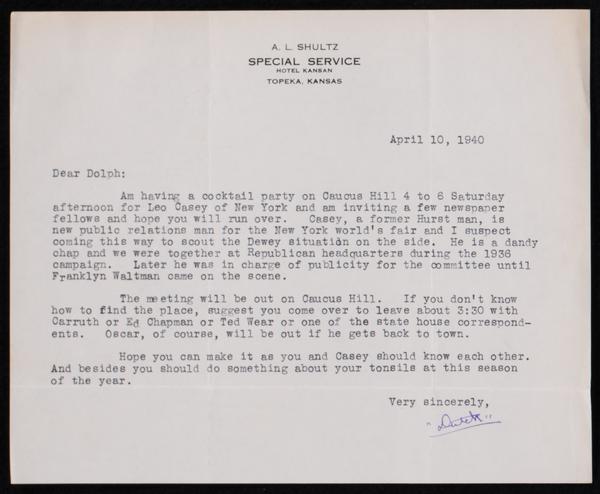 A. L. SHULTZ
SPECIAL SERVICE
HOTEL KANSAN
TOPEKA, KANSAS
April 10, 1940
Dear Dolph:
Am having a cocktail party on Caucus Hill 4 to 6 Saturday
afternoon for Leo Casey of New York and am inviting a few newspaper
fellows and hope you will run over. Casey, a former Hurst man, is
new public relations man for the New York world's fair and I suspect
coming this way to scout the Dewey situation on the side. He is a dandy
chap and we were together at Republican headquarters during the 1936
campaign. Later he was in charge of publicity for the committee until
Franklyn Waltman came on the scene.
The meeting will be out on Caucus Hill. If you don't know
how to find the place, suggest you come over to leave about 3:30 with
Carruth or Ed Chapman or Ted Wear or one of the state house correspond-
ents. Oscar, of course, will be out if he gets back to town.
Hope you can make it as you and Casey should know each other.
And besides you should do something about your tonsils at this season
of the year.
Very sincerely,
"Dutch"